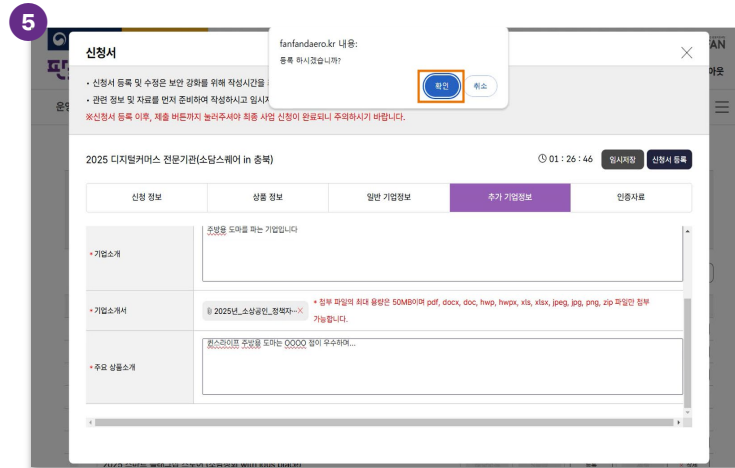 5
신청서
fanfandaero.kr 내용:
등록 하시겠습니까?
확인
취소
• 신청서 등록 및 수정은 보안 강화를 위해 작성시간을
• 관련 정보 및 자료를 먼저 준비하여 작성하시고 임시저
※신청서 등록 이후, 제출 버튼까지 눌러주셔야 최종 사업 신청이 완료되니 주의하시기 바랍니다.
2025 디지털커머스 전문기관(소담스퀘어 in 충북)
01 : 26 : 46
임시저장
신청서 등록
신청 정보
상품 정보
일반 기업정보
추가 기업정보
인증자료
* 기업소개
주방용 도마를 파는 기업입니다
* 기업소개서
2025년_소상공인_정책자…
* 첨부 파일의 최대 용량은 50MB이며 pdf, docx, doc, hwp, hwpx, xls, xlsx, jpeg, jpg, png, zip 파일만 첨부
가능합니다.
* 주요 상품소개
퀸스라이프 주방용 도마는 OOOO 점이 우수하며...